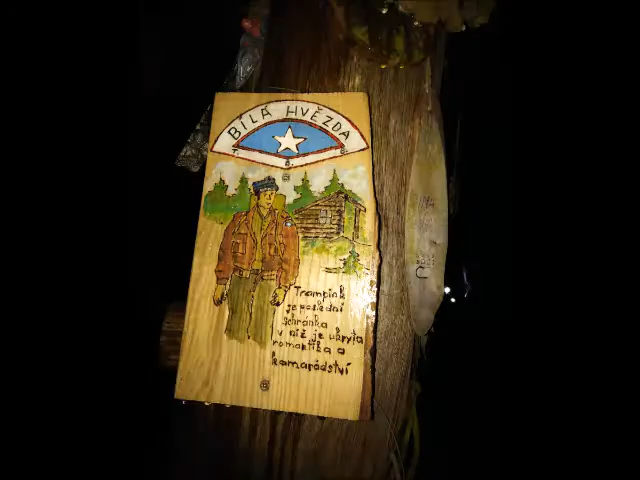 BÍLÁ HVĚZDA
T. O. S.
Trampink
je poslední
schránka
v níž je ukryta
romantika a
kamarádství